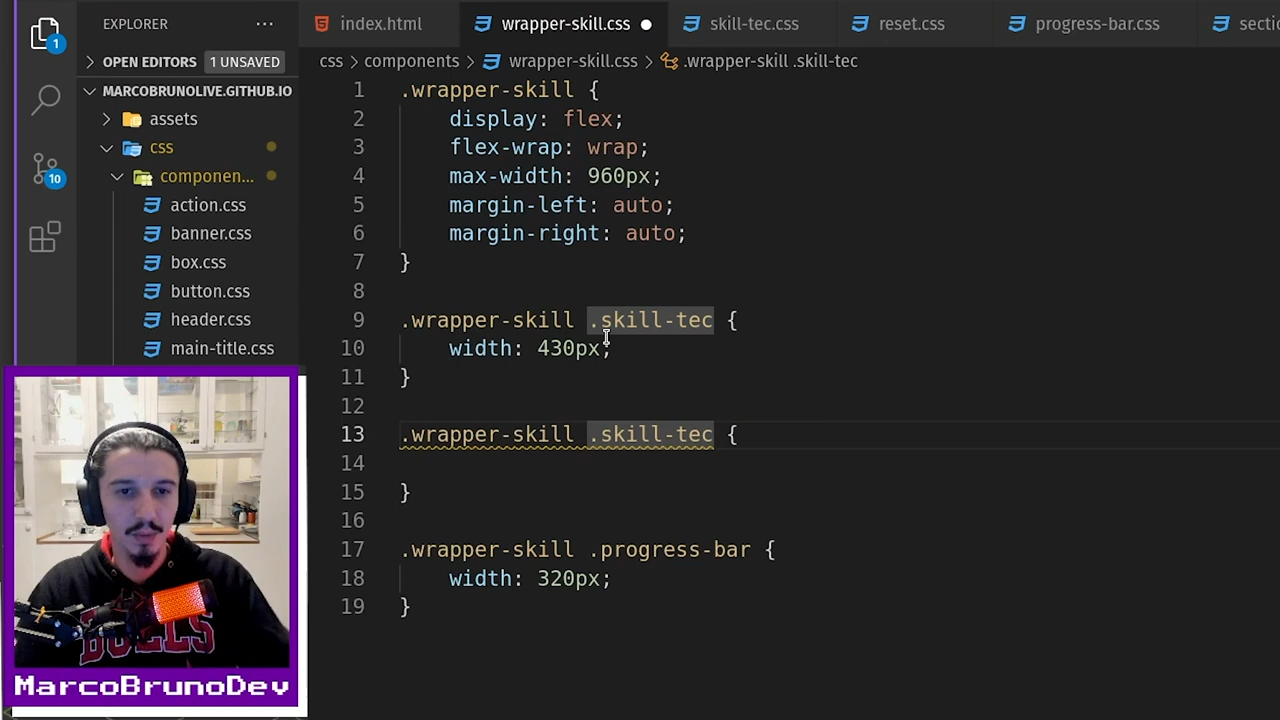 EXPLORER ···
index.html wrapper-skill.css ● skill-tec.css reset.css progress-bar.css sectio
OPEN EDITORS 1 UNSAVED
css > components > wrapper-skill.css > .wrapper-skill .skill-tec
MARCOBRUNOLIVE.GITHUB.IO
assets
css
componen...
action.css
banner.css
box.css
button.css
header.css
main-title.css
1
10
1 .wrapper-skill {
2 display: flex;
3 flex-wrap: wrap;
4 max-width: 960px;
5 margin-left: auto;
6 margin-right: auto;
7 }
8
9 .wrapper-skill .skill-tec {
10 width: 430px;
11 }
12
13 .wrapper-skill .skill-tec {
14
15 }
16
17 .wrapper-skill .progress-bar {
18 width: 320px;
19 }
BULLS
MarcoBrunoDev